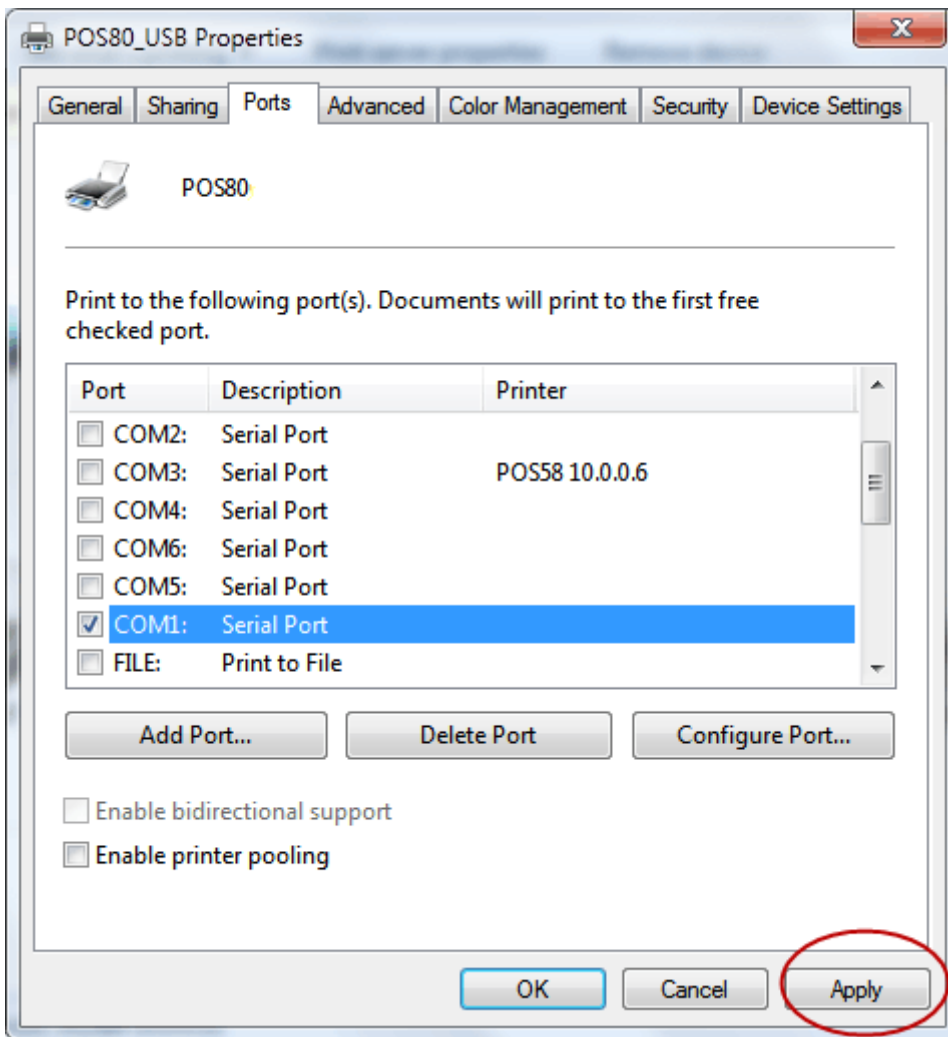 POS80_USB Properties
General Sharing Ports Advanced Color Management Security Device Settings
POS80
Print to the following port(s). Documents will print to the first free
checked port.
Port Description Printer
COM2: Serial Port
COM3: Serial Port POS58 10.0.0.6
COM4: Serial Port
COM6: Serial Port
COM5: Serial Port
COM1: Serial Port
FILE: Print to File
Add Port... Delete Port Configure Port...
Enable bidirectional support
Enable printer pooling
OK Cancel Apply